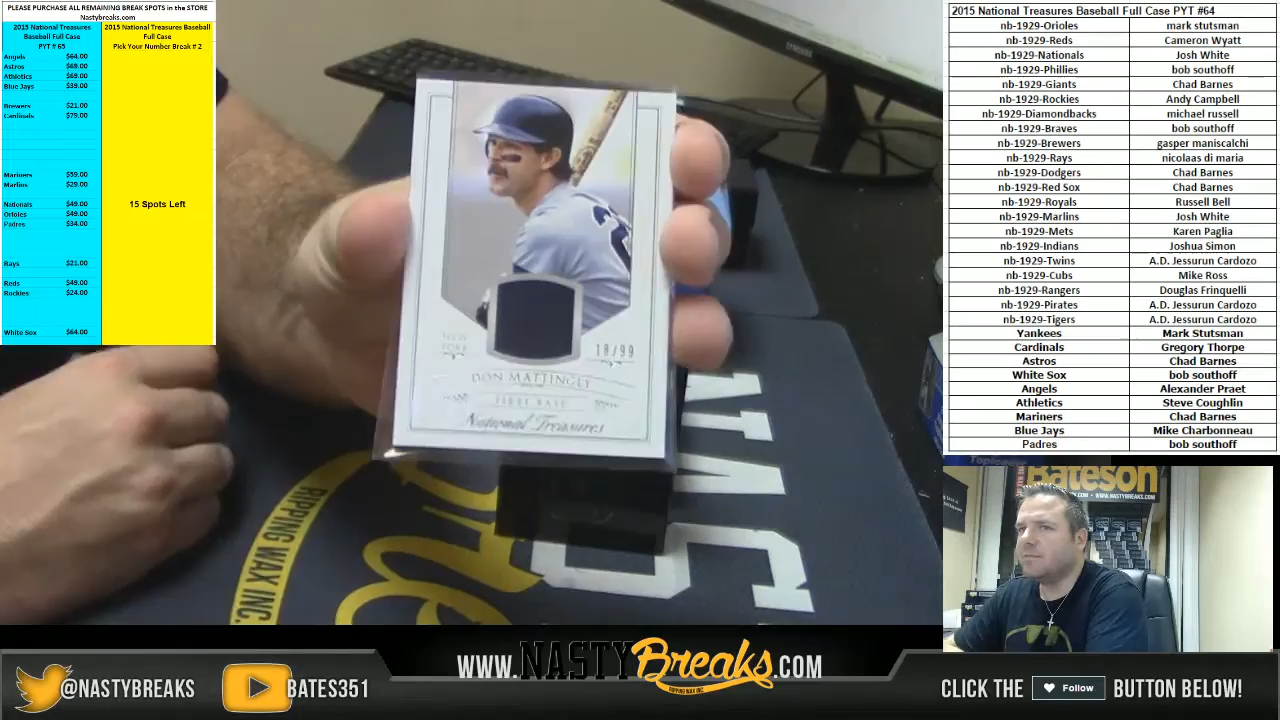 PLEASE PURCHASE ALL REMAINING BREAK SPOTS in the STORE
Nastybreaks.com
2015 National Treasures
Baseball Full Case
PYT # 65
Angels $64.00
Astros $69.00
Athletics $69.00
Blue Jays $39.00
Brewers $21.00
Cardinals $79.00
Mariners $59.00
Marlins $29.00
Nationals $49.00
Orioles $49.00
Padres $34.00
Rays $21.00
Reds $49.00
Rockies $24.00
White Sox $64.00
2015 National Treasures Baseball
Full Case
Pick Your Number Break # 2
15 Spots Left
NEW
YORK
18/99
DON MATTINGLY
FIRST BASE
National Treasures
RIPPING WAX INC.
2015 National Treasures Baseball Full Case PYT #64
nb-1929-Orioles mark stutsman
nb-1929-Reds Cameron Wyatt
nb-1929-Nationals Josh White
nb-1929-Phillies bob southoff
nb-1929-Giants Chad Barnes
nb-1929-Rockies Andy Campbell
nb-1929-Diamondbacks michael russell
nb-1929-Braves bob southoff
nb-1929-Brewers gasper maniscalchi
nb-1929-Rays nicolaas di maria
nb-1929-Dodgers Chad Barnes
nb-1929-Red Sox Chad Barnes
nb-1929-Royals Russell Bell
nb-1929-Marlins Josh White
nb-1929-Mets Karen Paglia
nb-1929-Indians Joshua Simon
nb-1929-Twins A.D. Jessurun Cardozo
nb-1929-Cubs Mike Ross
nb-1929-Rangers Douglas Frinquelli
nb-1929-Pirates A.D. Jessurun Cardozo
nb-1929-Tigers A.D. Jessurun Cardozo
Yankees Mark Stutsman
Cardinals Gregory Thorpe
Astros Chad Barnes
White Sox bob southoff
Angels Alexander Praet
Athletics Steve Coughlin
Mariners Chad Barnes
Blue Jays Mike Charbonneau
Padres bob southoff
Bateson
WWW.NASTYBREAKS.COM
@NASTYBREAKS
BATES351
WWW.NASTYBreaks.COM
RIPPING WAX INC
CLICK THE Follow BUTTON BELOW!